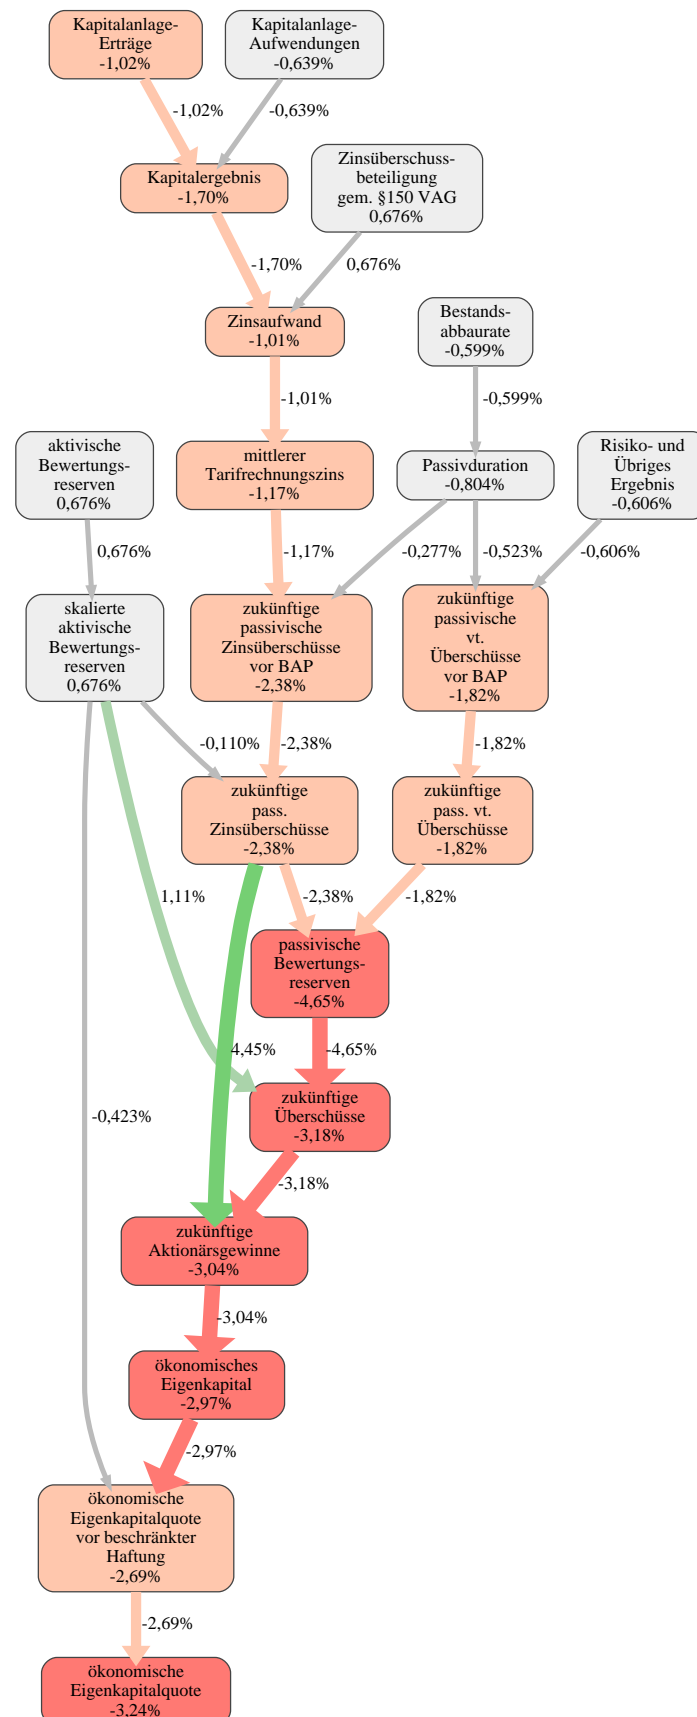 Kapitalanlage-
Erträge
-1,02%
Kapitalanlage-
Aufwendungen
-0,639%
-1,02%
-0,639%
Kapitalergebnis
-1,70%
Zinsüberschuss-
beteiligung
gem. §150 VAG
0,676%
-1,70%
0,676%
Zinsaufwand
-1,01%
Bestands-
abbaurate
-0,599%
-1,01%
-0,599%
aktivische
Bewertungs-
reserven
0,676%
mittlerer
Tarifrechnungszins
-1,17%
Passivduration
-0,804%
Risiko- und
Übriges
Ergebnis
-0,606%
0,676%
-1,17%
-0,277%
-0,523%
-0,606%
skalierte
aktivische
Bewertungs-
reserven
0,676%
zukünftige
passivische
Zinsüberschüsse
vor BAP
-2,38%
zukünftige
passivische
vt.
Überschüsse
vor BAP
-1,82%
-0,110%
-2,38%
-1,82%
zukünftige
pass.
Zinsüberschüsse
-2,38%
zukünftige
pass. vt.
Überschüsse
-1,82%
1,11%
-2,38%
-1,82%
passivische
Bewertungs-
reserven
-4,65%
4,45%
-4,65%
-0,423%
zukünftige
Überschüsse
-3,18%
-3,18%
zukünftige
Aktionärsgewinne
-3,04%
-3,04%
ökonomisches
Eigenkapital
-2,97%
-2,97%
ökonomische
Eigenkapitalquote
vor beschränkter
Haftung
-2,69%
-2,69%
ökonomische
Eigenkapitalquote
-3,24%